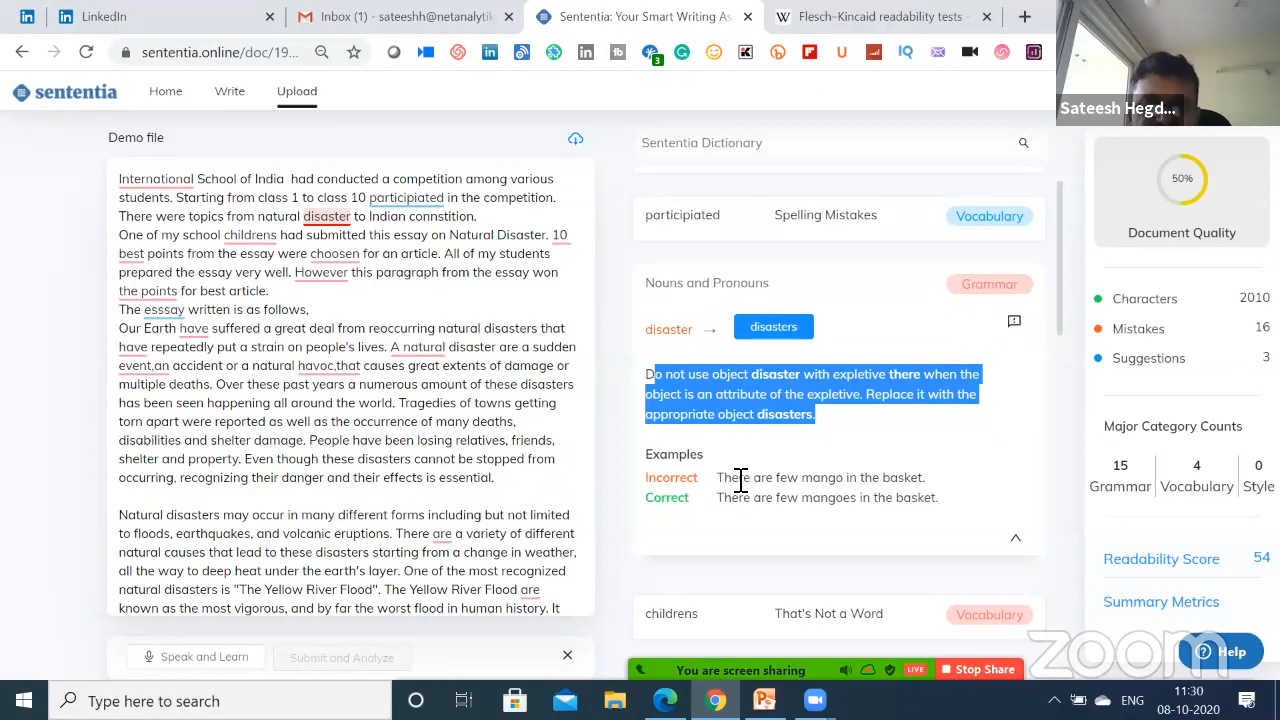 LinkedIn
Inbox (1) - sateeshh@netanalytik
Sententia: Your Smart Writing As
Flesch–Kincaid readability tests -
sententia.online/doc/19...
3
Sateesh Hegd...
sententia
Home
Write
Upload
Demo file
International School of India had conducted a competition among various
students. Starting from class 1 to class 10 participiated in the competition.
There were topics from natural disaster to Indian connstition.
One of my school childrens had submitted this essay on Natural Disaster. 10
best points from the essay were choosen for an article. All of my students
prepared the essay very well. However this paragraph from the essay won
the points for best article.
The esssay written is as follows,
Our Earth have suffered a great deal from reoccurring natural disasters that
have repeatedly put a strain on people's lives. A natural disaster are a sudden
event,an accident or a natural havoc,that causes great extents of damage or
multiple deaths. Over these past years a numerous amount of these disasters
has been seen happening all around the world. Tragedies of towns getting
torn apart were reported as well as the occurrence of many deaths,
disabilities and shelter damage. People have been losing relatives, friends,
shelter and property. Even though these disasters cannot be stopped from
occurring, recognizing their danger and their effects is essential.
Natural disasters may occur in many different forms including but not limited
to floods, earthquakes, and volcanic eruptions. There are a variety of different
natural causes that lead to these disasters starting from a change in weather,
all the way to deep heat under the earth's layer. One of the most recognized
natural disasters is "The Yellow River Flood". The Yellow River Flood are
known as the most vigorous, and by far the worst flood in human history. It
Speak and Learn
Submit and Analyze
Sententia Dictionary
participiated Spelling Mistakes Vocabulary
Nouns and Pronouns Grammar
disaster → disasters
Do not use object disaster with expletive there when the
object is an attribute of the expletive. Replace it with the
appropriate object disasters.
Examples
Incorrect There are few mango in the basket.
Correct There are few mangoes in the basket.
childrens That's Not a Word Vocabulary
50%
Document Quality
Characters 2010
Mistakes 16
Suggestions 3
Major Category Counts
15 4 0
Grammar Vocabulary Style
Readability Score 54
Summary Metrics
Help
zoom
You are screen sharing
LIVE
Stop Share
Type here to search
ENG
11:30
08-10-2020